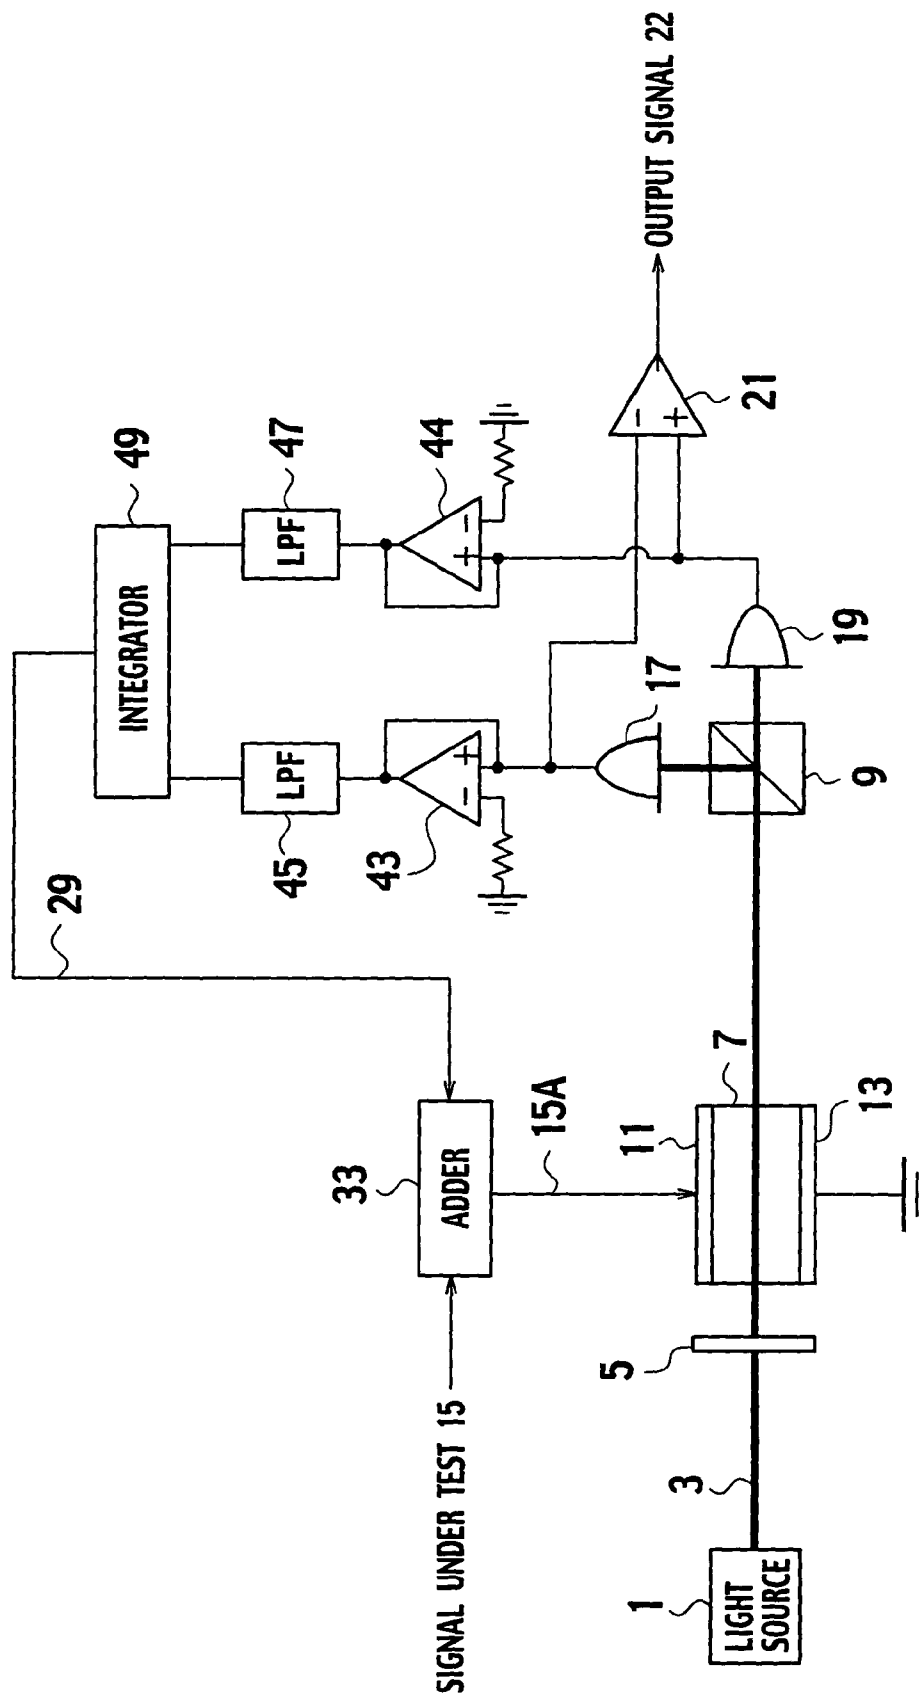 OUTPUT SIGNAL 22
49
INTEGRATOR
47
LPF
44
−
+
45
LPF
43
+
−
29
−
+
21
17
19
9
33
ADDER
15A
11
7
13
SIGNAL UNDER TEST 15
5
3
1
LIGHT
SOURCE